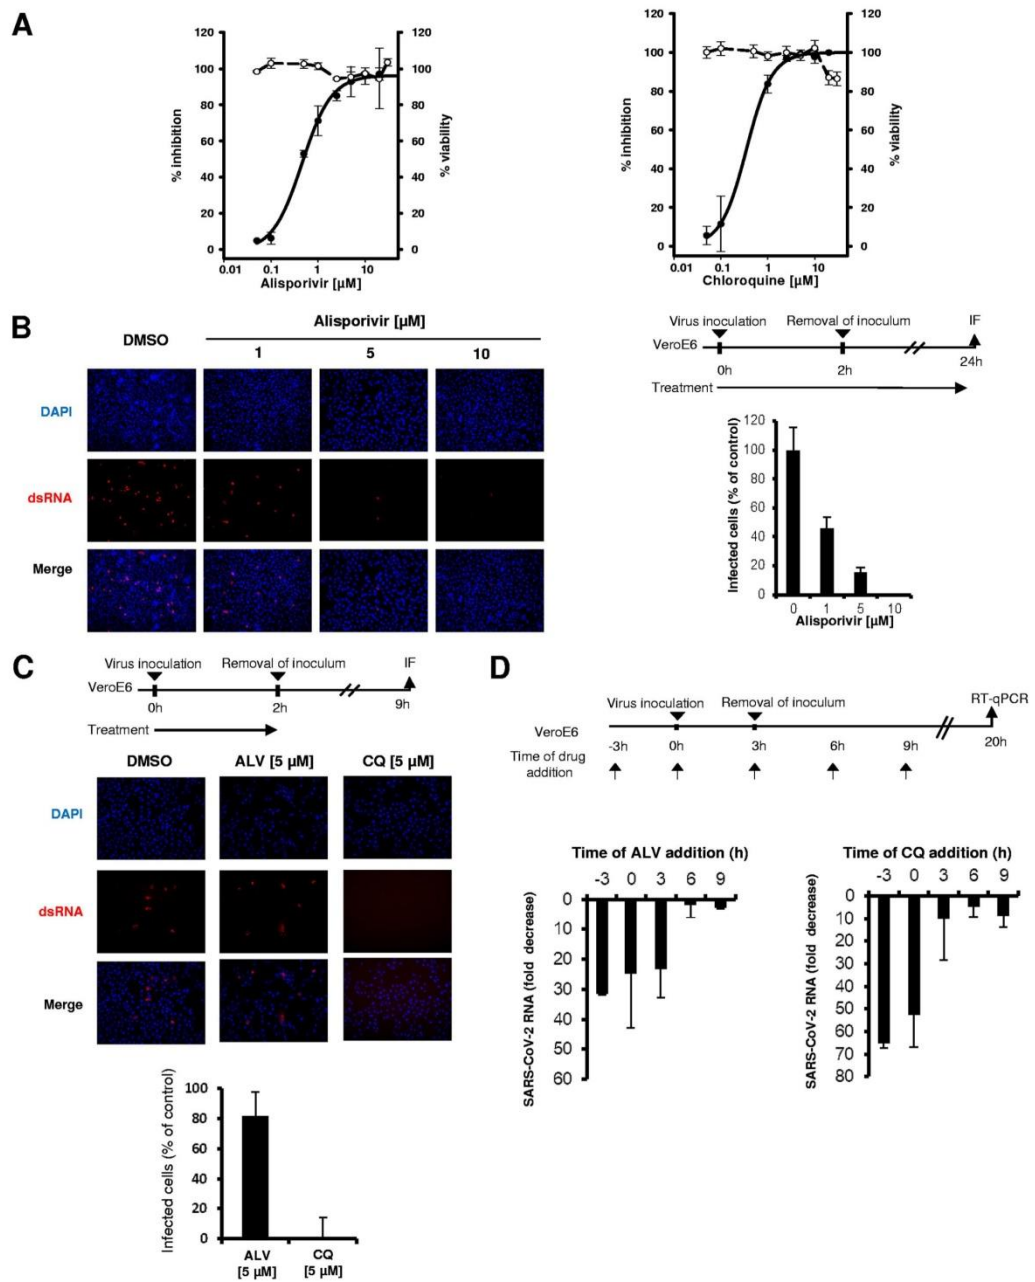 A
120
100
80
60
40
20
0
% inhibition
120
100
80
60
40
20
0
% viability
0.01 0.1 1 10
Alisporivir [µM]
120
100
80
60
40
20
0
% inhibition
120
100
80
60
40
20
0
% viability
0.01 0.1 1 10
Chloroquine [µM]
B
Alisporivir [µM]
DMSO
1 5 10
DAPI
dsRNA
Merge
Virus inoculation Removal of inoculum IF
VeroE6
0h 2h 24h
Treatment
120
100
80
60
40
20
0
Infected cells (% of control)
0 1 5 10
Alisporivir [µM]
C
Virus inoculation Removal of inoculum IF
VeroE6
0h 2h 9h
Treatment
DMSO ALV [5 µM] CQ [5 µM]
DAPI
dsRNA
Merge
100
80
60
40
20
0
Infected cells (% of control)
ALV CQ
[5 µM] [5 µM]
D
RT-qPCR
Virus inoculation Removal of inoculum
VeroE6
-3h 0h 3h 6h 9h 20h
Time of drug
addition
Time of ALV addition (h)
-3 0 3 6 9
0
10
20
30
40
50
60
SARS-CoV-2 RNA (fold decrease)
Time of CQ addition (h)
-3 0 3 6 9
0
10
20
30
40
50
60
70
80
SARS-CoV-2 RNA (fold decrease)